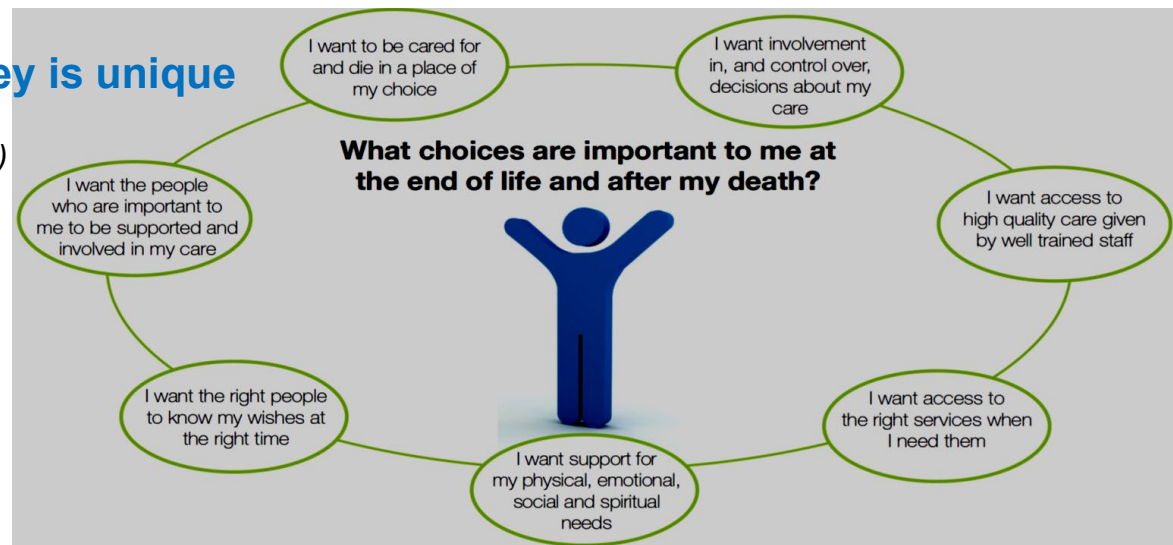 ey is unique
)
What choices are important to me at
the end of life and after my death?
I want to be cared for
and die in a place of
my choice
I want involvement
in, and control over,
decisions about my
care
I want access to
high quality care given
by well trained staff
I want access to
the right services when
I need them
I want support for
my physical, emotional,
social and spiritual
needs
I want the right people
to know my wishes at
the right time
I want the people
who are important to
me to be supported and
involved in my care